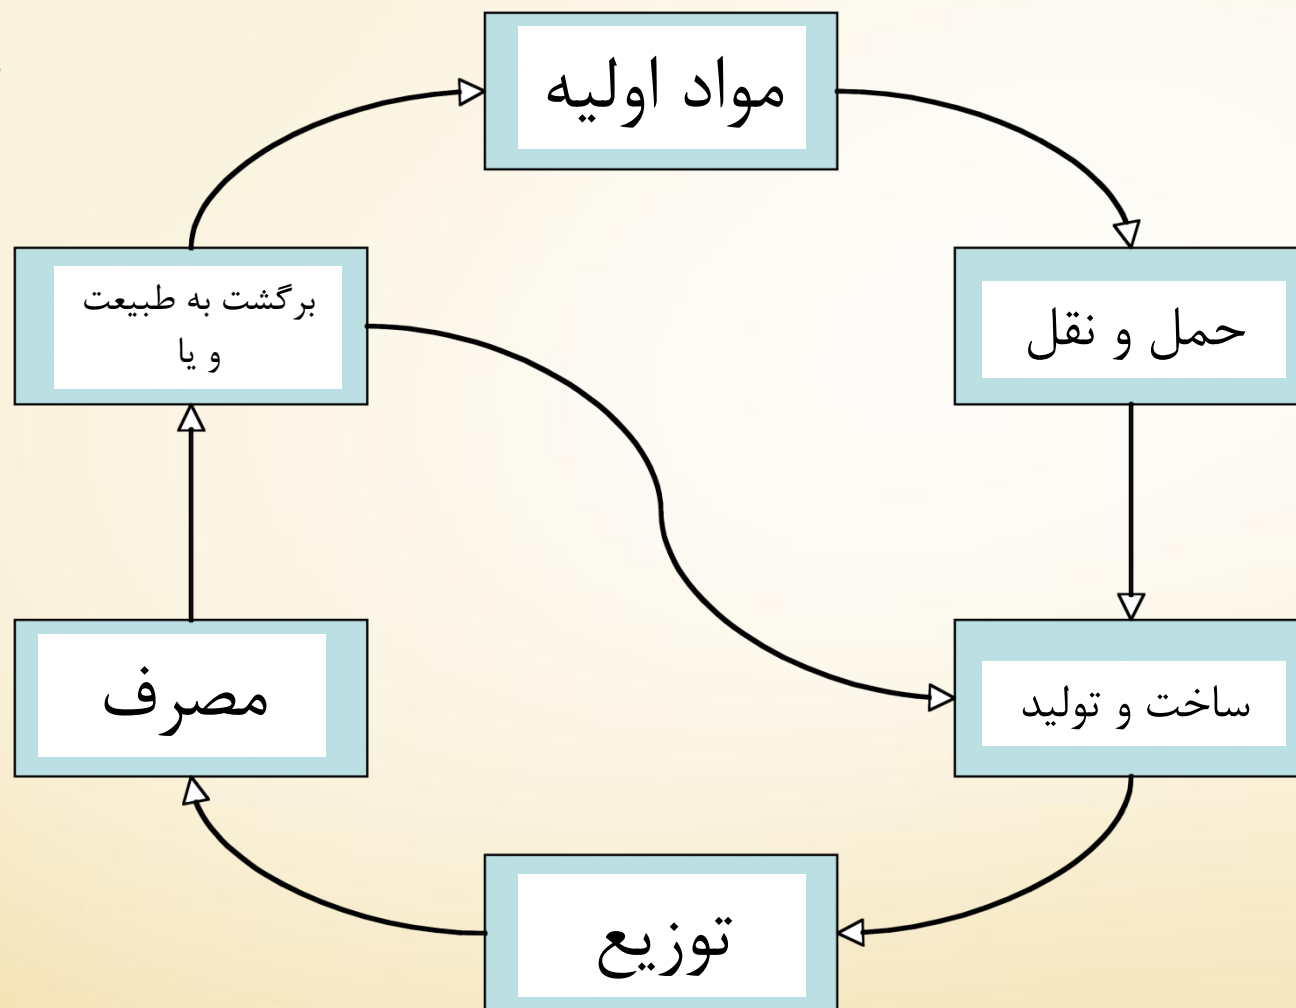 مواد اولیه
حمل و نقل
ساخت و تولید
توزیع
مصرف
برگشت به طبیعت
و یا